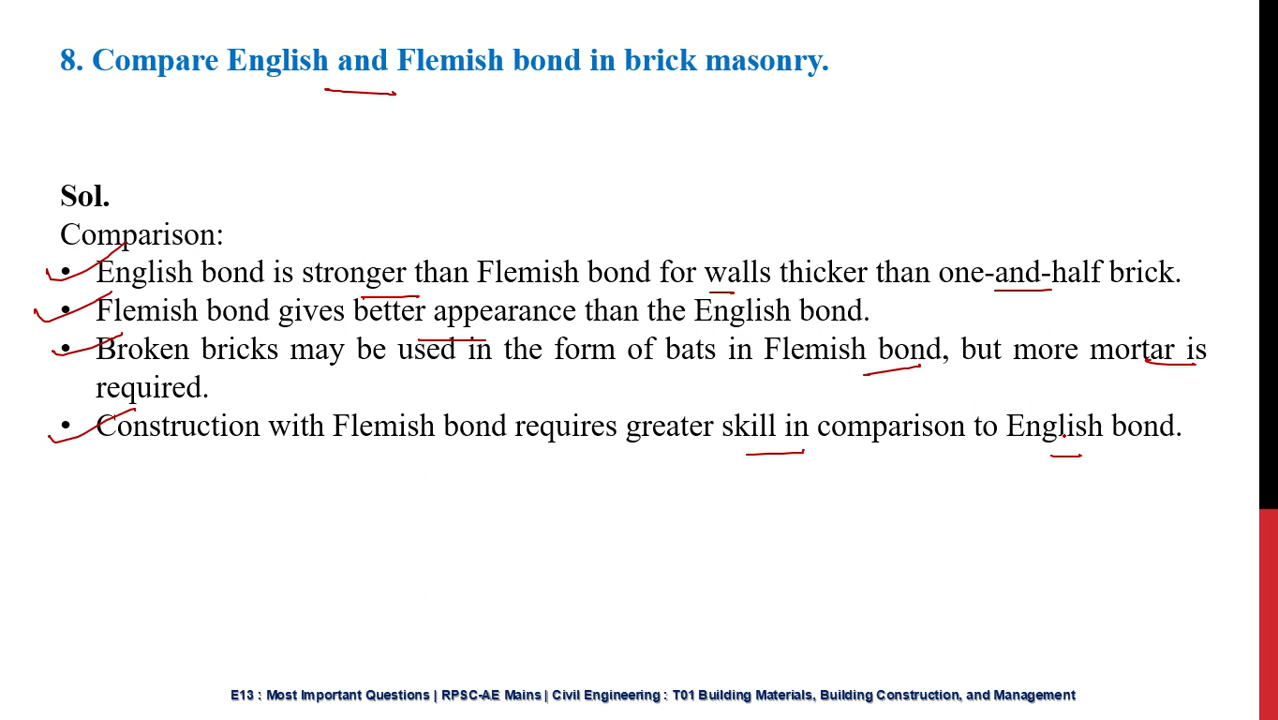 8. Compare English and Flemish bond in brick masonry.
Sol.
Comparison:
• English bond is stronger than Flemish bond for walls thicker than one-and-half brick.
• Flemish bond gives better appearance than the English bond.
• Broken bricks may be used in the form of bats in Flemish bond, but more mortar is
required.
• Construction with Flemish bond requires greater skill in comparison to English bond.
E13 : Most Important Questions | RPSC-AE Mains | Civil Engineering : T01 Building Materials, Building Construction, and Management